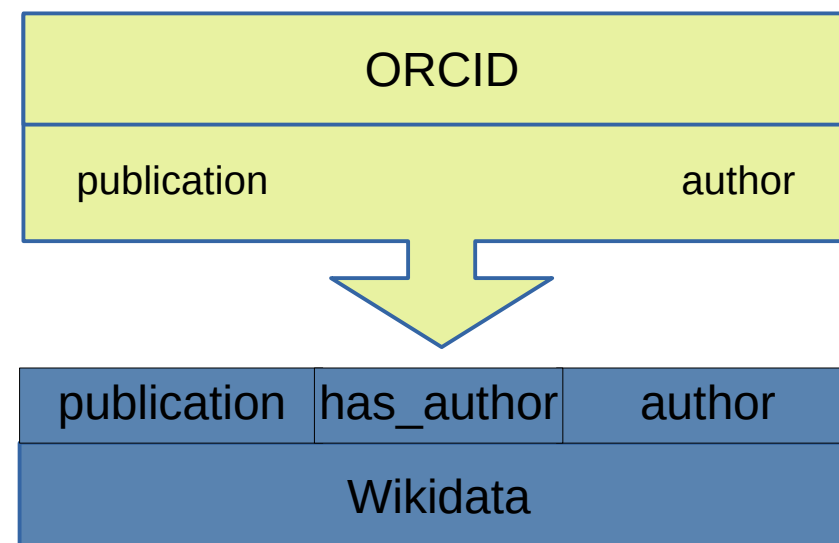 ORCID
publication author
publication has_author author
Wikidata